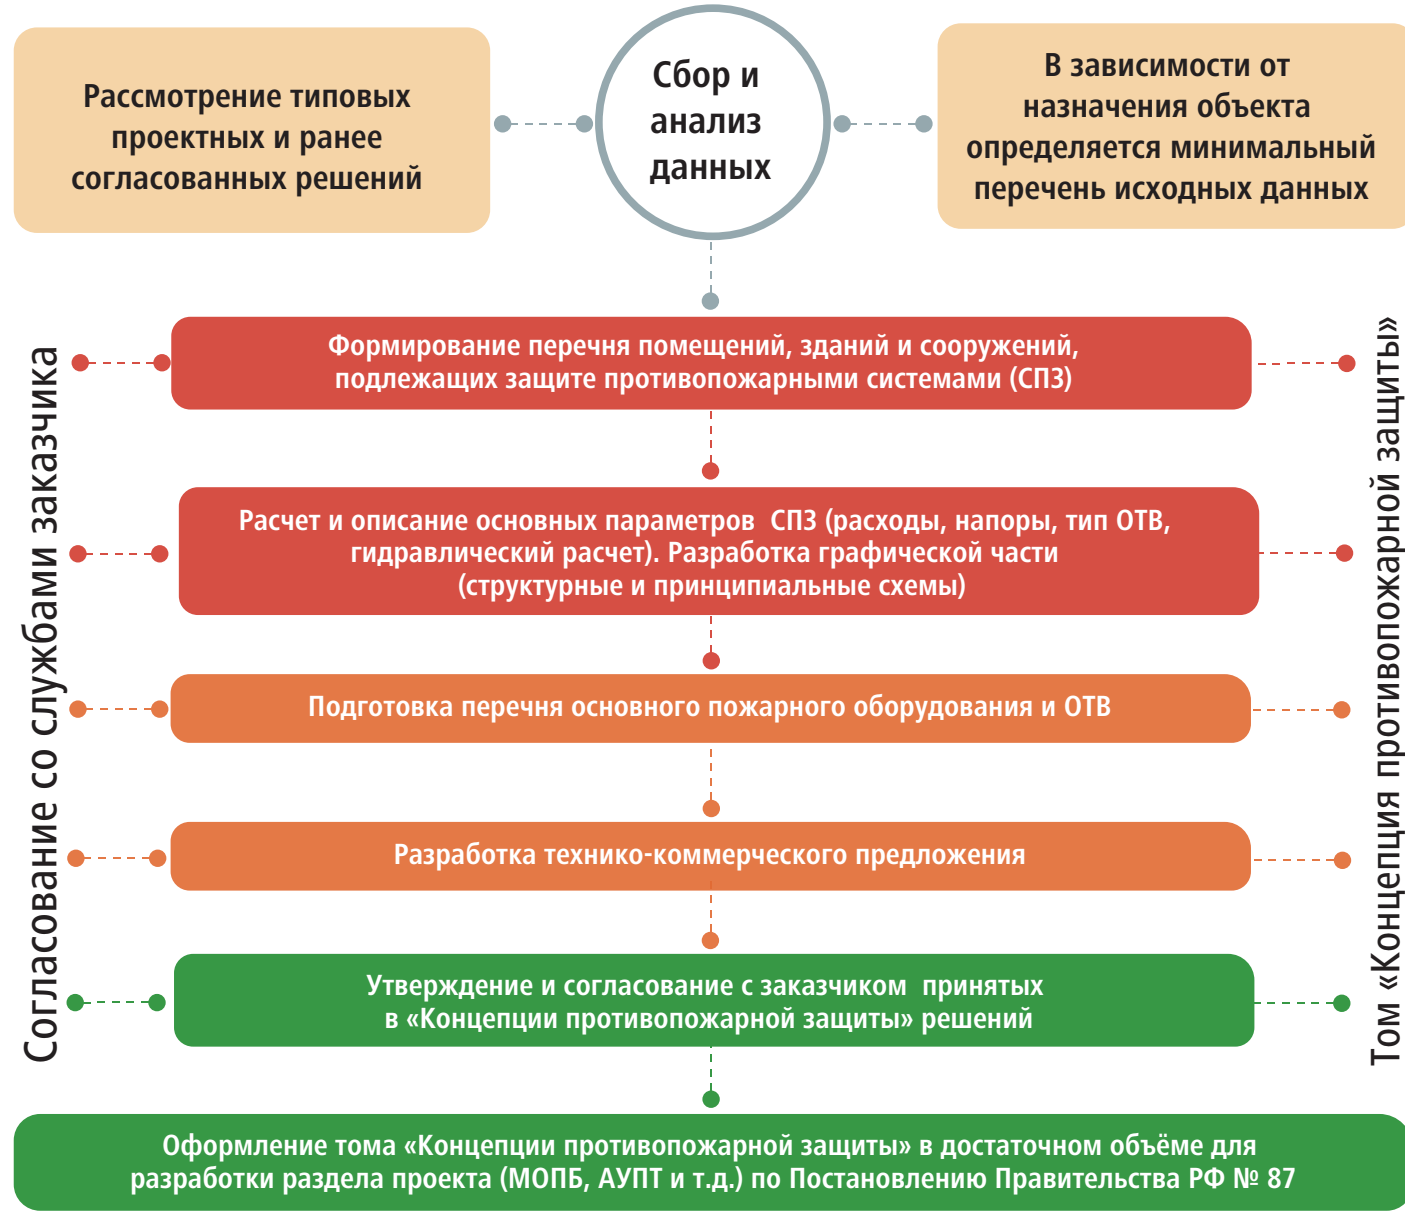 Рассмотрение типовых
проектных и ранее
согласованных решений
Сбор и
анализ
данных
В зависимости от
назначения объекта
определяется минимальный
перечень исходных данных
Согласование со службами заказчика
Формирование перечня помещений, зданий и сооружений,
подлежащих защите противопожарными системами (СПЗ)
Расчет и описание основных параметров СПЗ (расходы, напоры, тип ОТВ,
гидравлический расчет). Разработка графической части
(структурные и принципиальные схемы)
Подготовка перечня основного пожарного оборудования и ОТВ
Разработка технико-коммерческого предложения
Утверждение и согласование с заказчиком принятых
в «Концепции противопожарной защиты» решений
Том «Концепция противопожарной защиты»
Оформление тома «Концепции противопожарной защиты» в достаточном объёме для
разработки раздела проекта (МОПБ, АУПТ и т.д.) по Постановлению Правительства РФ № 87